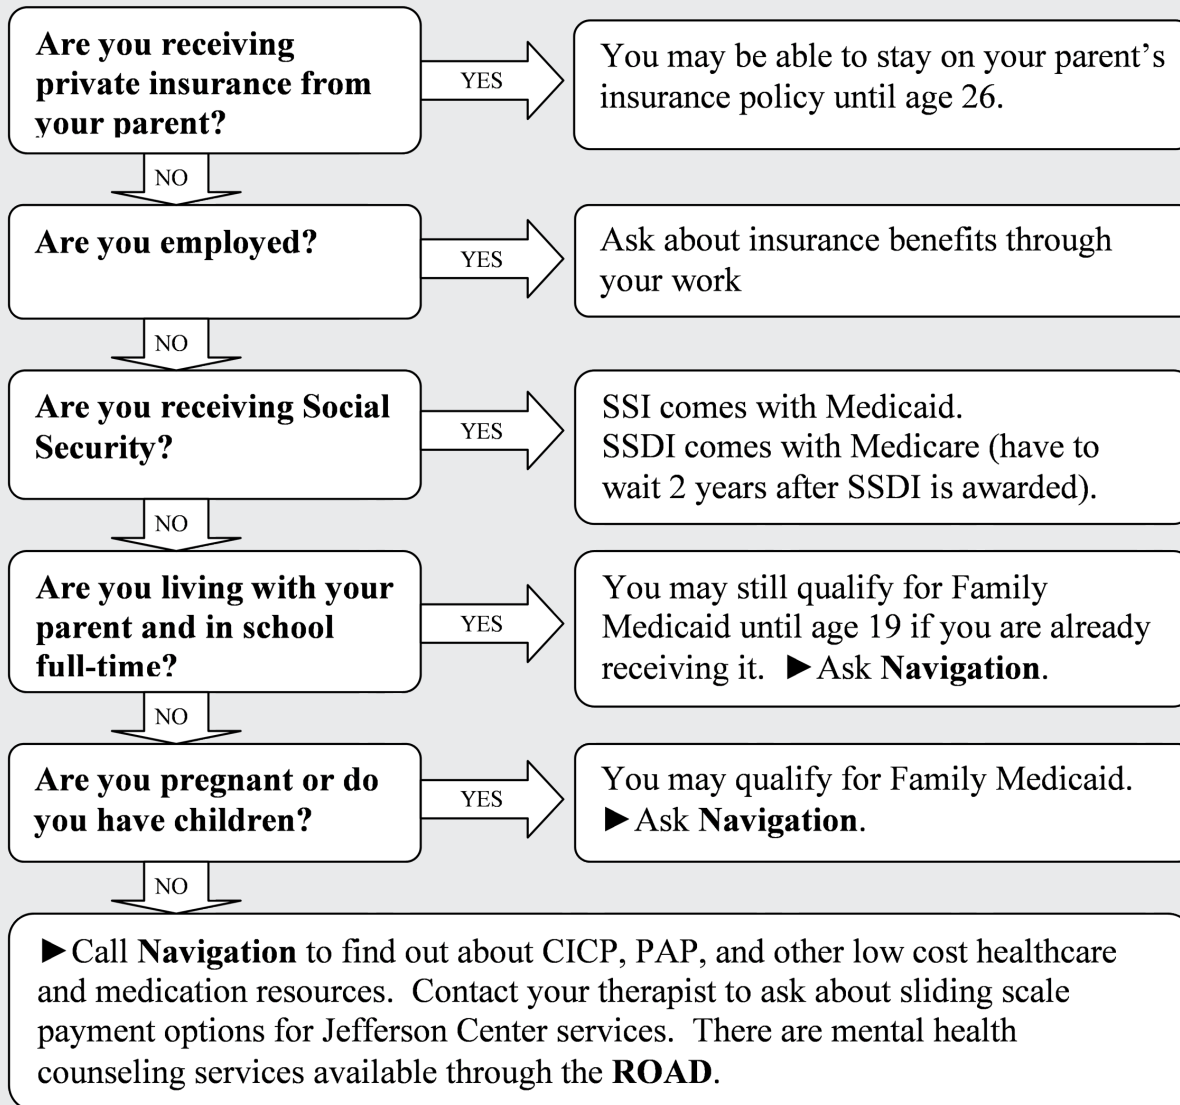 Are you receiving
private insurance from
your parent?
YES
You may be able to stay on your parent’s
insurance policy until age 26.
NO
Are you employed?
YES
Ask about insurance benefits through
your work
NO
Are you receiving Social
Security?
YES
SSI comes with Medicaid.
SSDI comes with Medicare (have to
wait 2 years after SSDI is awarded).
NO
Are you living with your
parent and in school
full-time?
YES
You may still qualify for Family
Medicaid until age 19 if you are already
receiving it. ►Ask Navigation.
NO
Are you pregnant or do
you have children?
YES
You may qualify for Family Medicaid.
►Ask Navigation.
NO
►Call Navigation to find out about CICP, PAP, and other low cost healthcare
and medication resources. Contact your therapist to ask about sliding scale
payment options for Jefferson Center services. There are mental health
counseling services available through the ROAD.